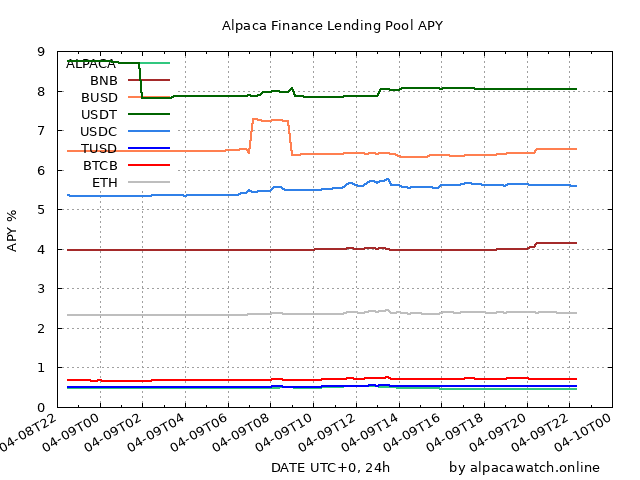 Alpaca Finance Lending Pool APY
9
8
7
6
5
4
3
2
1
0
APY %
ALPACA
BNB
BUSD
USDT
USDC
TUSD
BTCB
ETH
04-08T22
04-09T00
04-09T02
04-09T04
04-09T06
04-09T08
04-09T10
04-09T12
04-09T14
04-09T16
04-09T18
04-09T20
04-09T22
04-10T00
DATE UTC+0, 24h
by alpacawatch.online